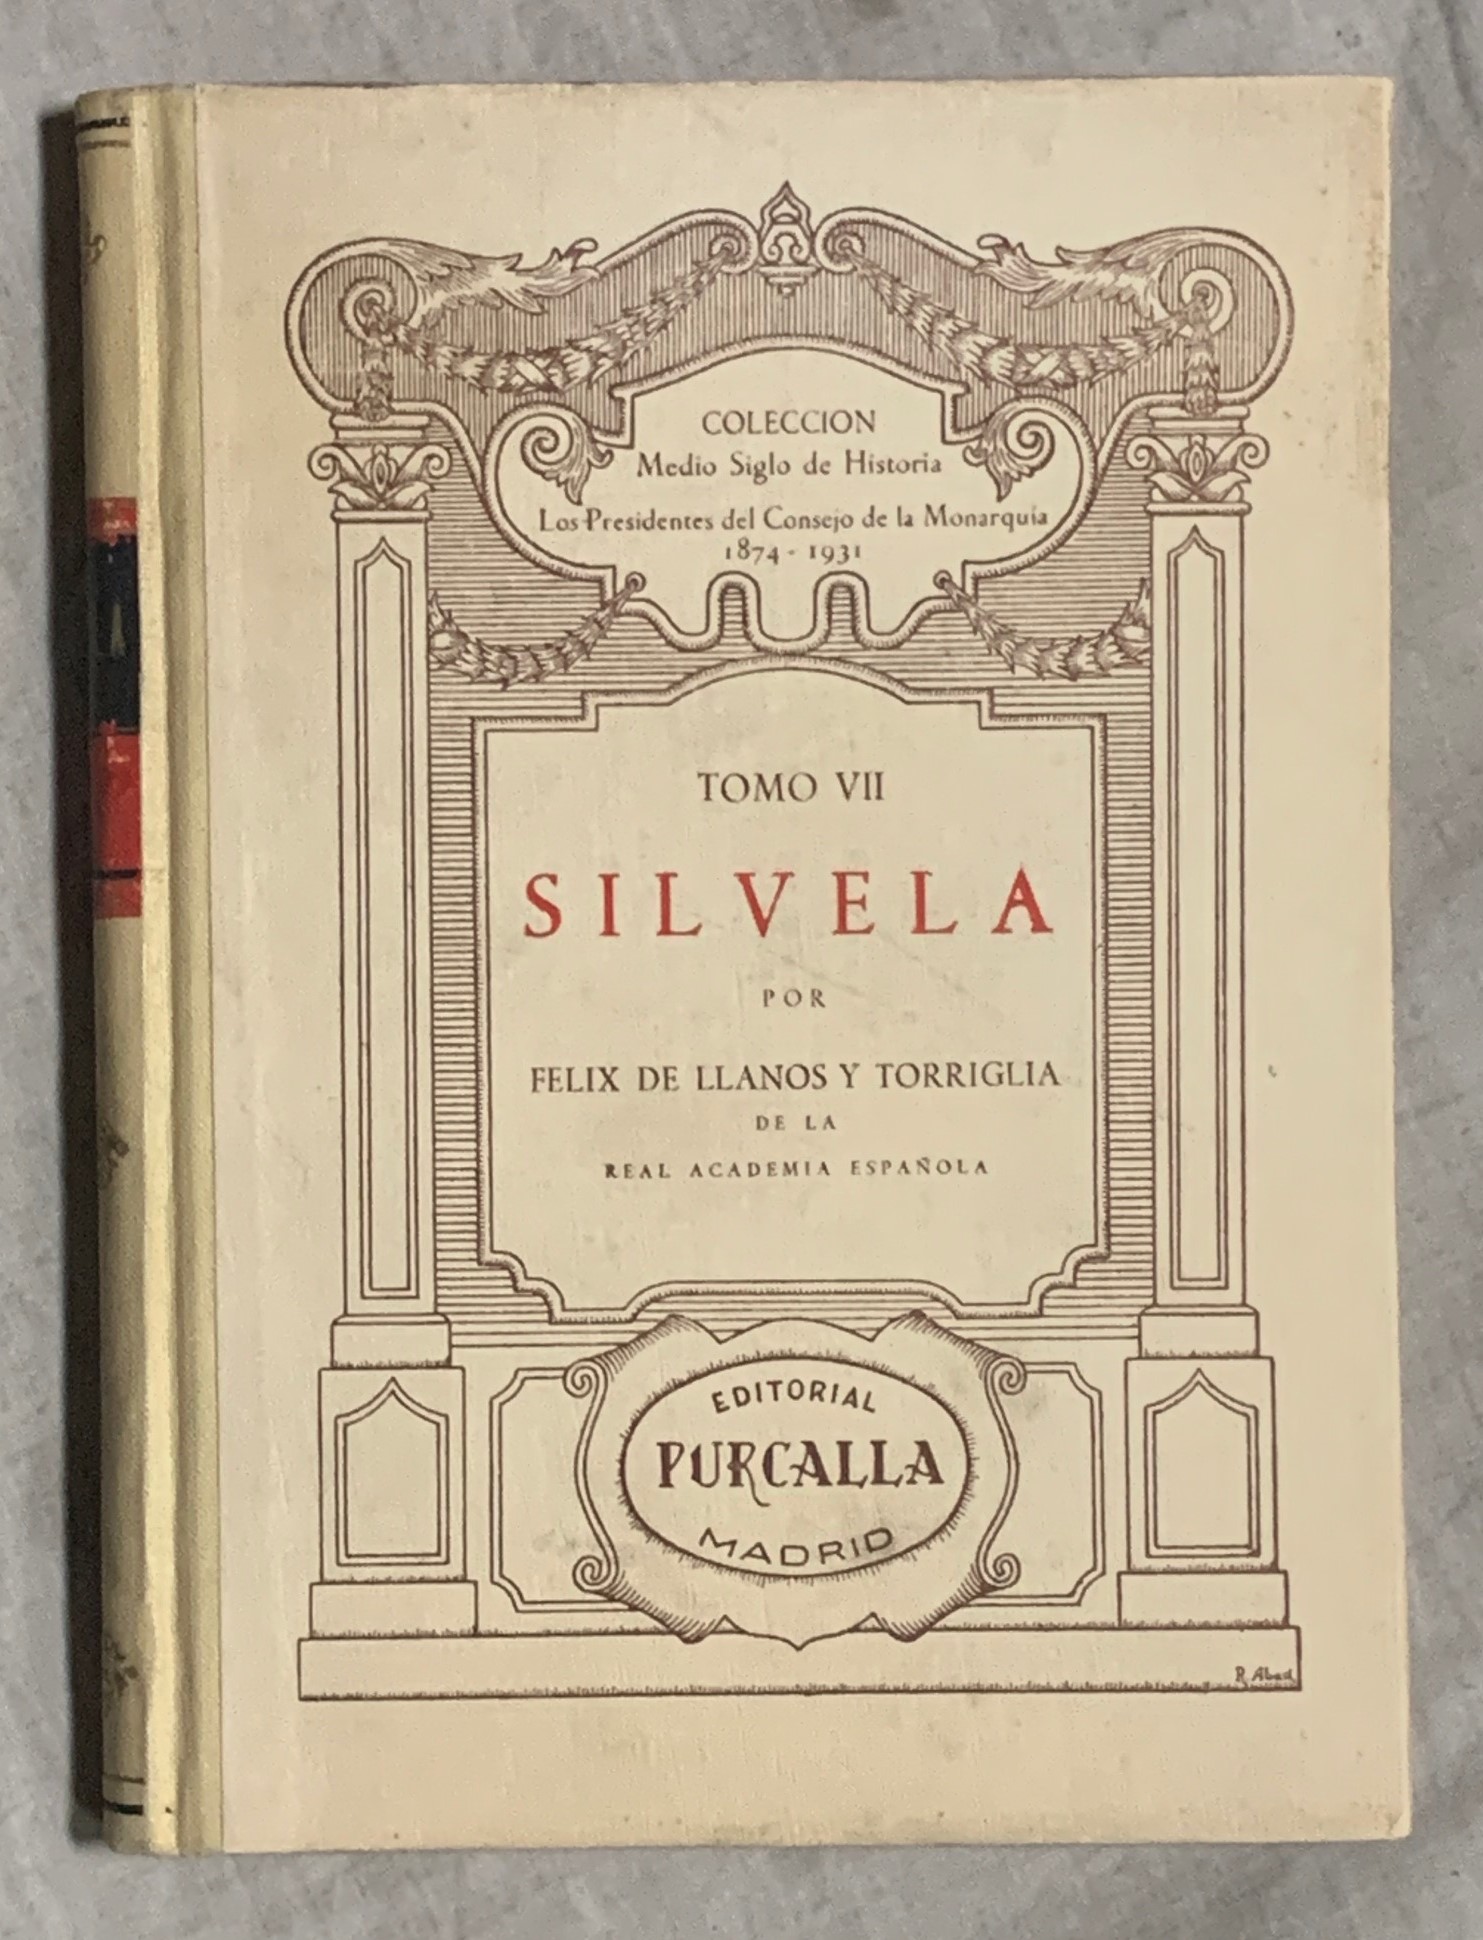 COLECCION
Medio Siglo de Historia
Los Presidentes del Consejo de la Monarquía
1874 - 1931
TOMO VII
SILVELA
POR
FELIX DE LLANOS Y TORRIGLIA
DE LA
REAL ACADEMIA ESPAÑOLA
EDITORIAL
PURCALLA
MADRID
R. Abad